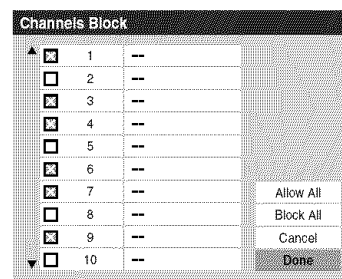 Channels Block
1 --
2 --
3 --
4 --
5 --
6 --
7 -- Allow All
8 -- Block All
9 -- Cancel
10 -- Done